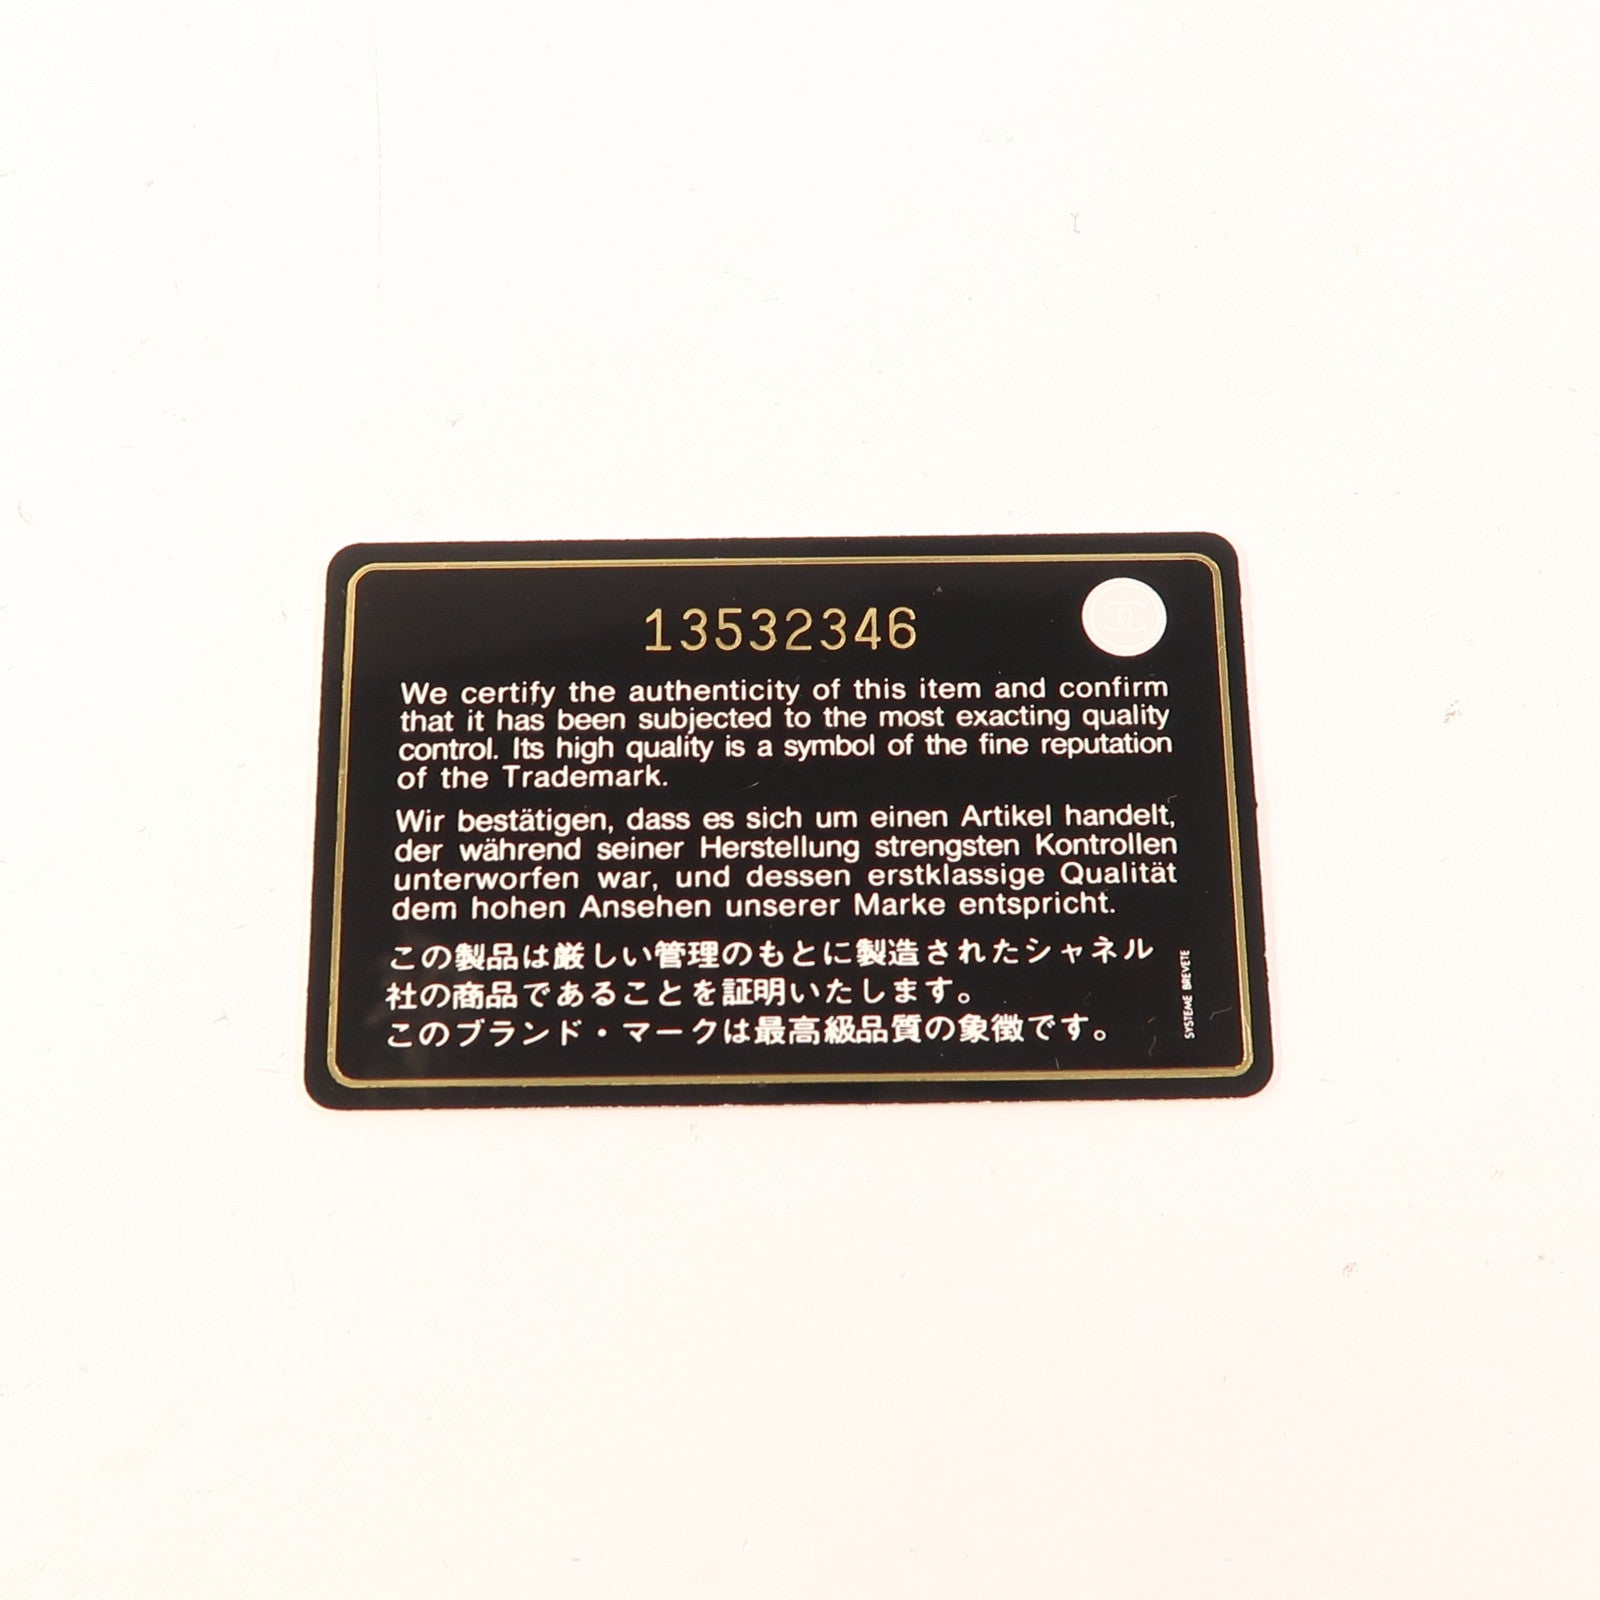 13532346
We certify the authenticity of this item and confirm
that it has been subjected to the most exacting quality
control. Its high quality is a symbol of the fine reputation
of the Trademark.
Wir bestätigen, dass es sich um einen Artikel handelt,
der während seiner Herstellung strengsten Kontrollen
unterworfen war, und dessen erstklassige Qualität
dem hohen Ansehen unserer Marke entspricht.
この製品は厳しい管理のもとに製造されたシャネル
社の商品であることを証明いたします。
このブランド・マークは最高級品質の象徴です。
SYSTEME BREVETE